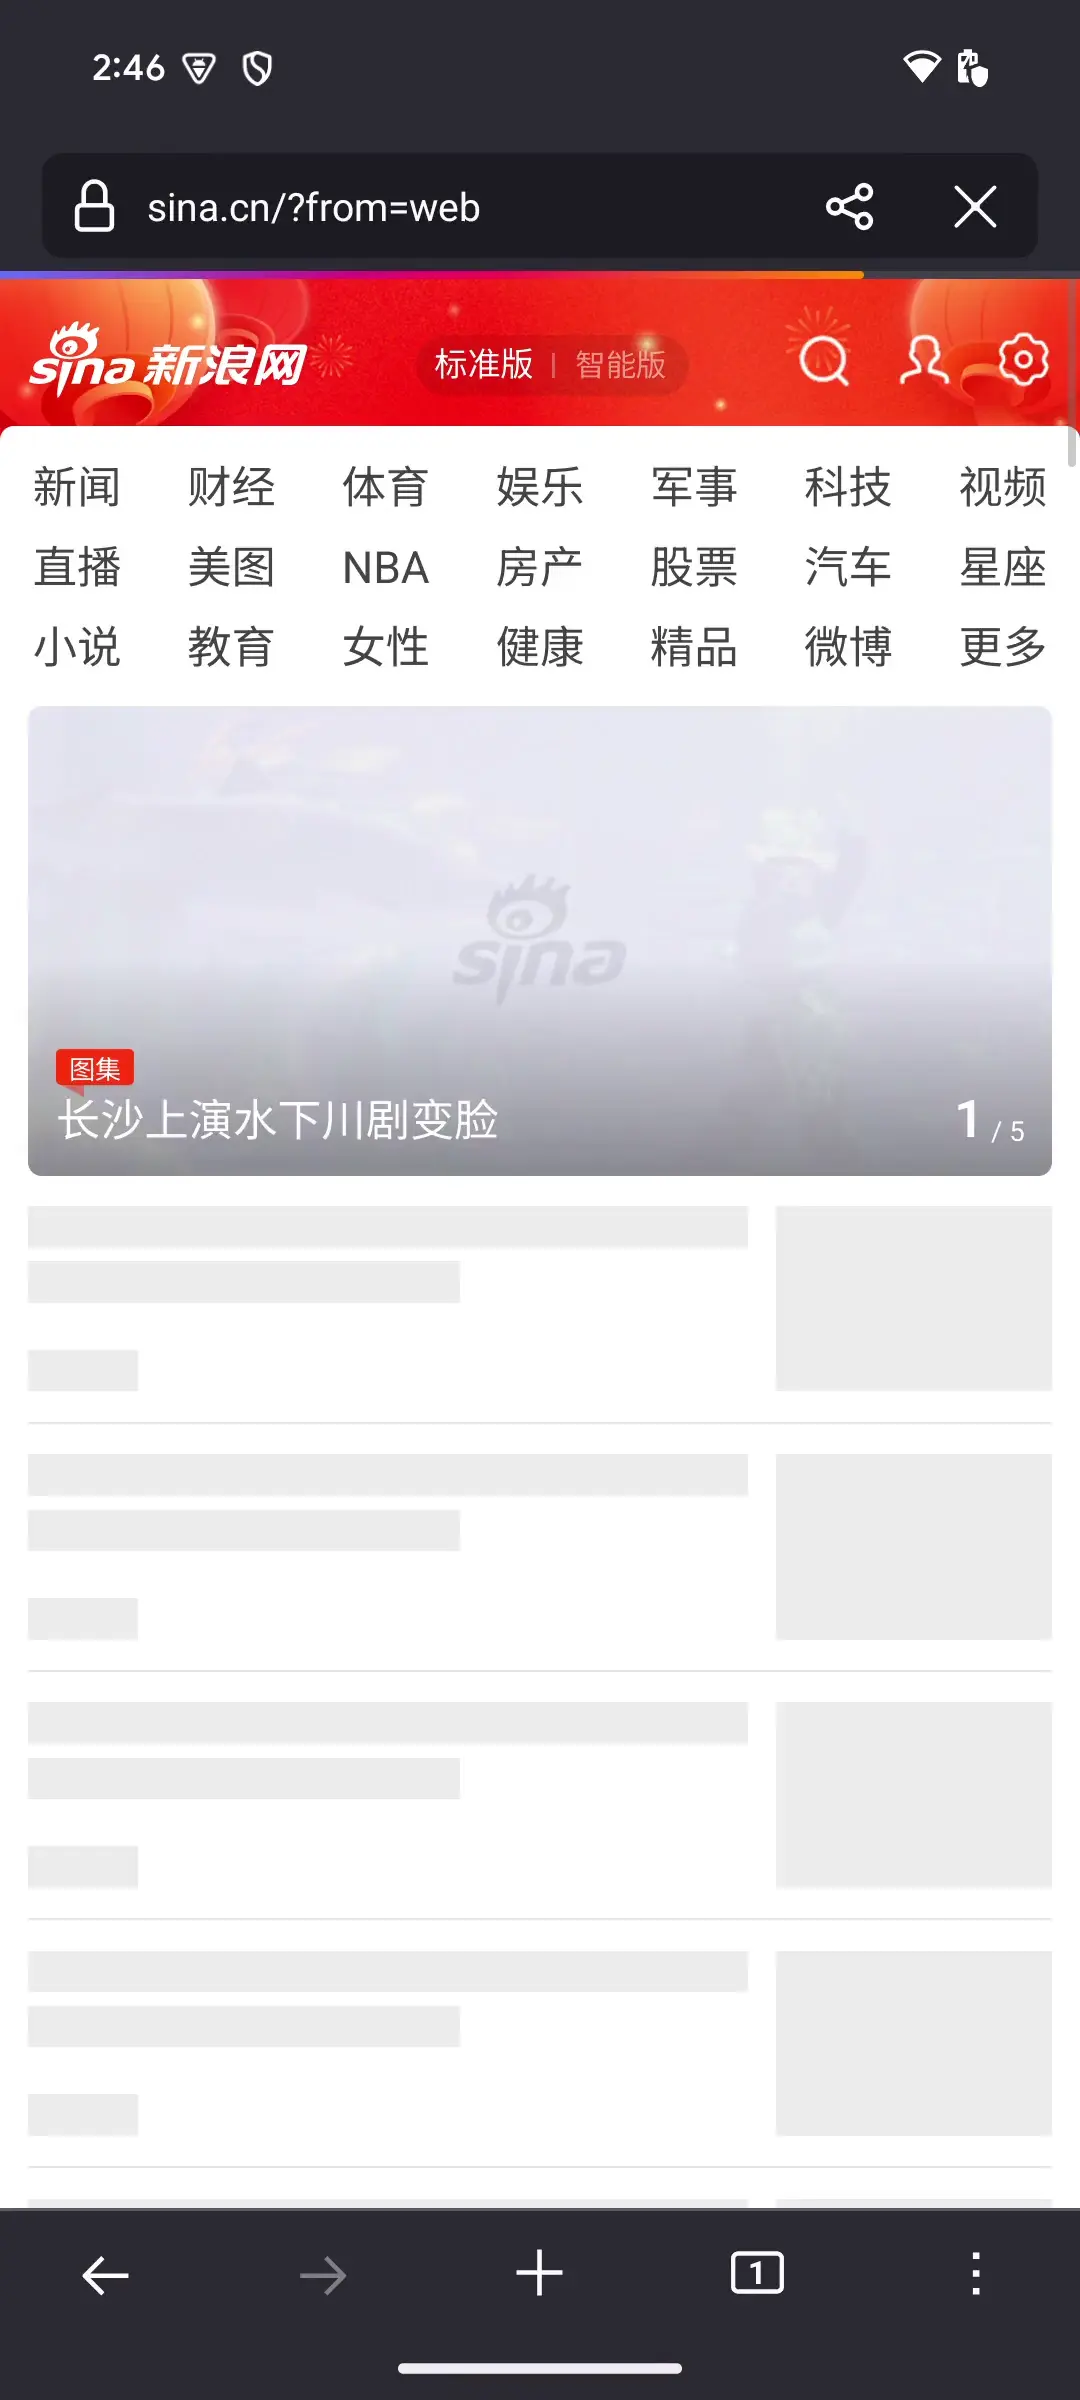 2:46
sina.cn/?from=web
sina 新浪网 标准版 | 智能版
新闻 财经 体育 娱乐 军事 科技 视频
直播 美图 NBA 房产 股票 汽车 星座
小说 教育 女性 健康 精品 微博 更多
sina
图集
长沙上演水下川剧变脸 1 / 5
1